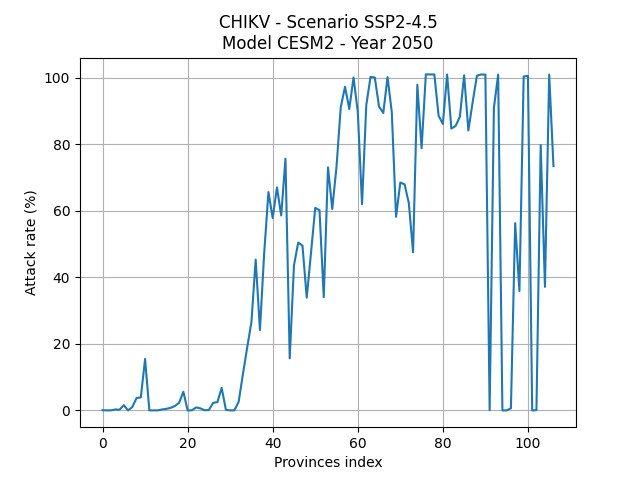 CHIKV - Scenario SSP2-4.5
Model CESM2 - Year 2050
100
80
60
40
20
0
Attack rate (%)
0 20 40 60 80 100
Provinces index